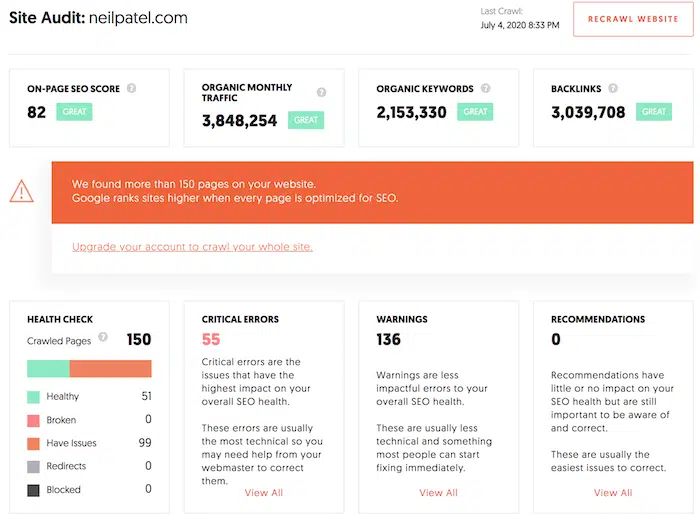 Site Audit: neilpatel.com
Last Crawl:
July 4, 2020 8:33 PM
RECRAWL WEBSITE
ON-PAGE SEO SCORE ?
82 GREAT
ORGANIC MONTHLY
TRAFFIC ?
3,848,254 GREAT
ORGANIC KEYWORDS ?
2,153,330 GREAT
BACKLINKS ?
3,039,708 GREAT
We found more than 150 pages on your website.
Google ranks sites higher when every page is optimized for SEO.
Upgrade your account to crawl your whole site.
HEALTH CHECK
Crawled Pages ? 150
Healthy 51
Broken 0
Have Issues 99
Redirects 0
Blocked 0
CRITICAL ERRORS
55
Critical errors are the
issues that have the
highest impact on your
overall SEO health.
These errors are usually
the most technical so you
may need help from your
webmaster to correct
them.
View All
WARNINGS
136
Warnings are less
impactful errors to your
overall SEO health.
These are usually less
technical and something
most people can start
fixing immediately.
View All
RECOMMENDATIONS
0
Recommendations have
little or no impact on your
SEO health but are still
important to be aware of
and correct.
These are usually the
easiest issues to correct.
View All